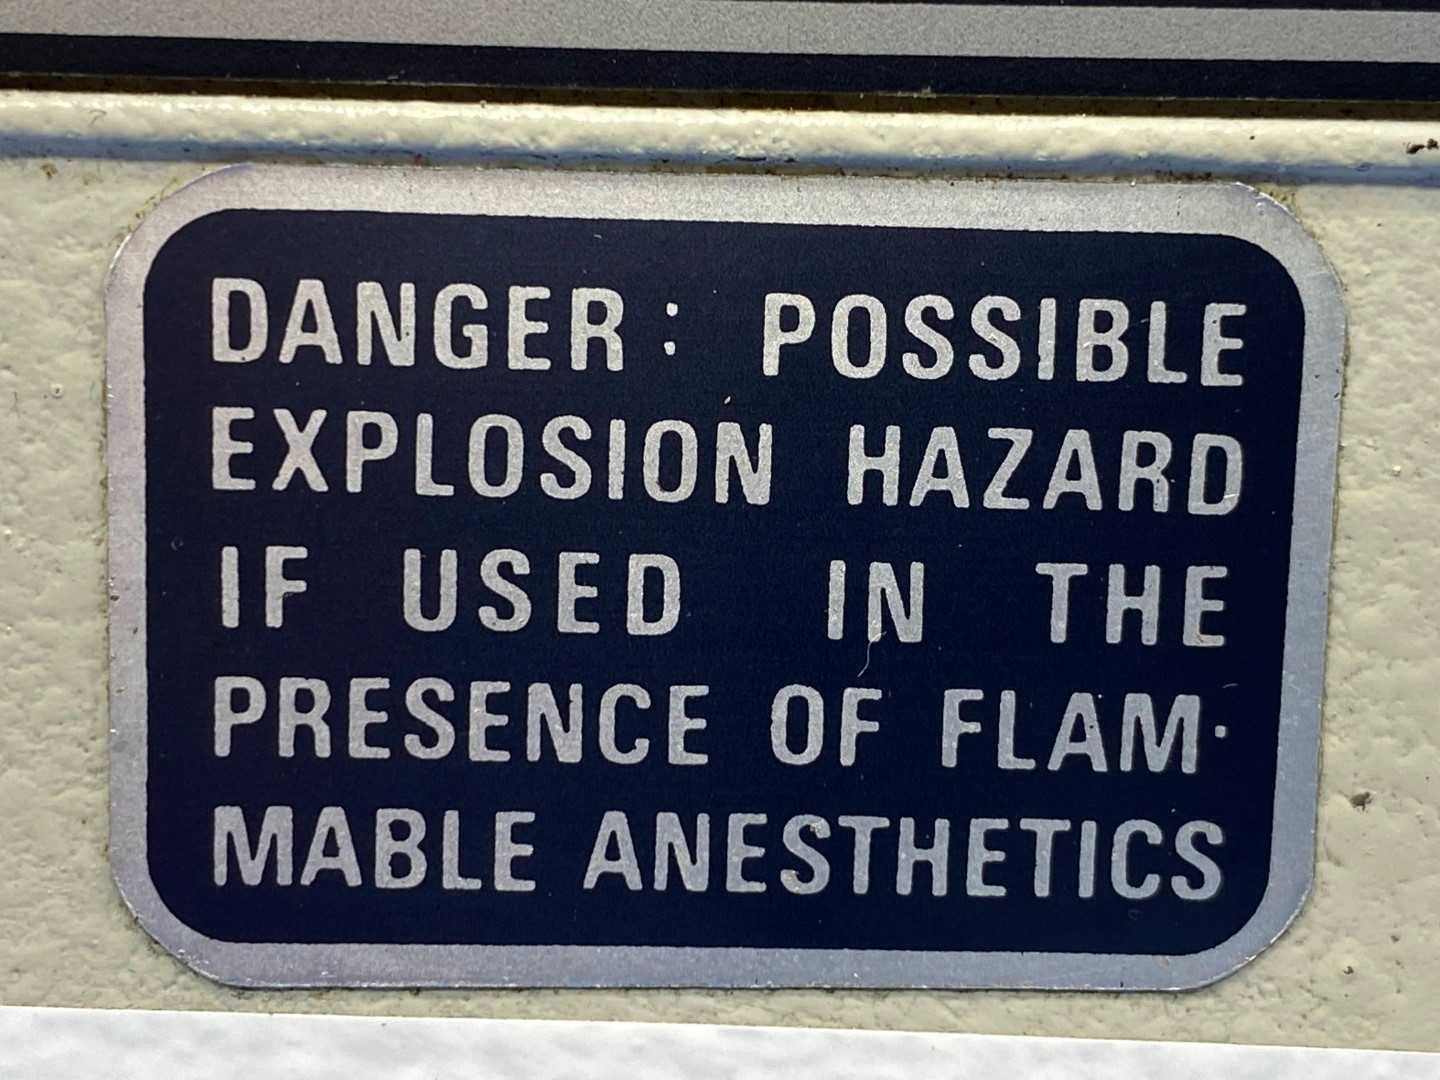 DANGER: POSSIBLE
EXPLOSION HAZARD
IF USED IN THE
PRESENCE OF FLAM-
MABLE ANESTHETICS